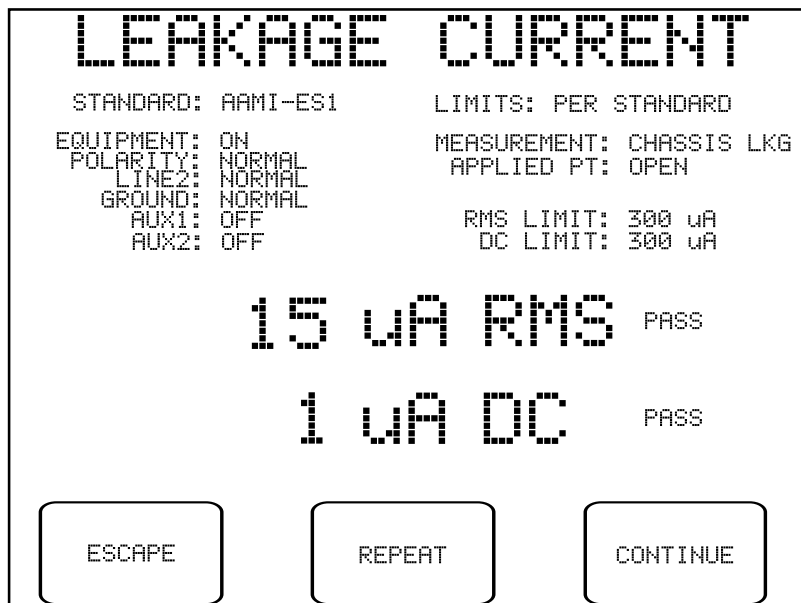 LEAKAGE CURRENT
STANDARD: AAMI-ES1
LIMITS: PER STANDARD
EQUIPMENT: ON
POLARITY: NORMAL
LINE2: NORMAL
GROUND: NORMAL
AUX1: OFF
AUX2: OFF
MEASUREMENT: CHASSIS LKG
APPLIED PT: OPEN
RMS LIMIT: 300 uA
DC LIMIT: 300 uA
15 uA RMS PASS
1 uA DC PASS
ESCAPE
REPEAT
CONTINUE